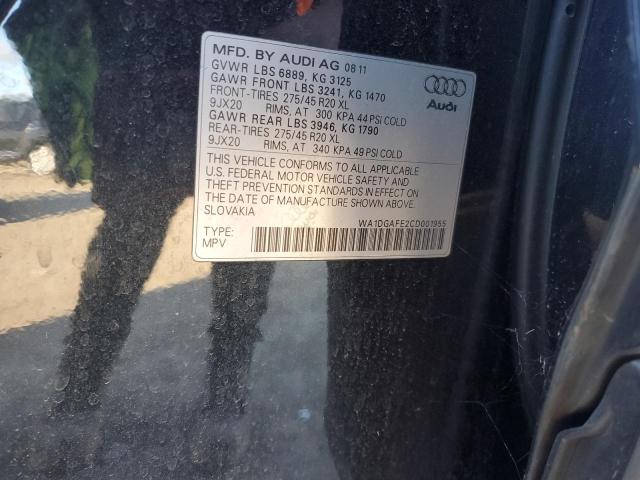 MFD. BY AUDI AG 08 11
GVWR LBS 6889, KG 3125
GAWR FRONT LBS 3241, KG 1470
FRONT-TIRES 275/45 R20 XL
9JX20 RIMS, AT 300 KPA 44 PSI COLD
GAWR REAR LBS 3946, KG 1790
REAR-TIRES 275/45 R20 XL
9JX20 RIMS, AT 340 KPA 49 PSI COLD
Audi
THIS VEHICLE CONFORMS TO ALL APPLICABLE
U.S. FEDERAL MOTOR VEHICLE SAFETY AND
THEFT PREVENTION STANDARDS IN EFFECT ON
THE DATE OF MANUFACTURE SHOWN ABOVE.
SLOVAKIA
WA1DGAFE2CD001955
TYPE:
MPV